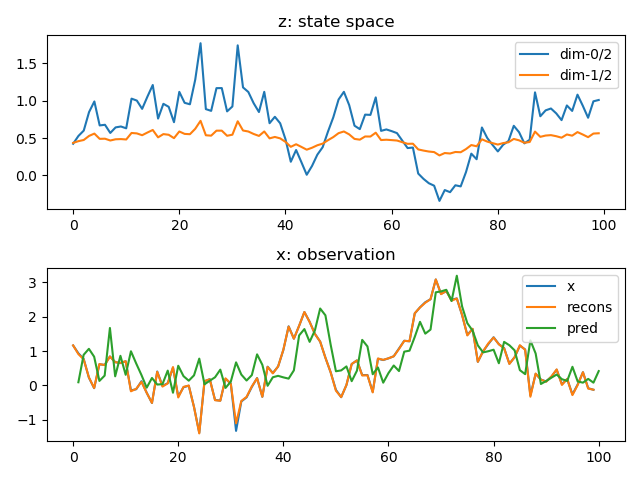 z: state space
dim-0/2
dim-1/2
1.5
1.0
0.5
0.0
0 20 40 60 80 100
x: observation
x
recons
pred
3
2
1
0
−1
0 20 40 60 80 100